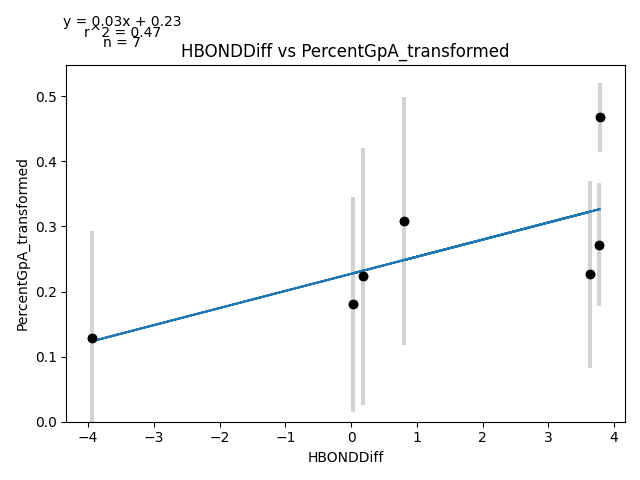 y = 0.03x + 0.23
r^2 = 0.47
n = 7
HBONDDiff vs PercentGpA_transformed
PercentGpA_transformed
0.5
0.4
0.3
0.2
0.1
0.0
−4 −3 −2 −1 0 1 2 3 4
HBONDDiff